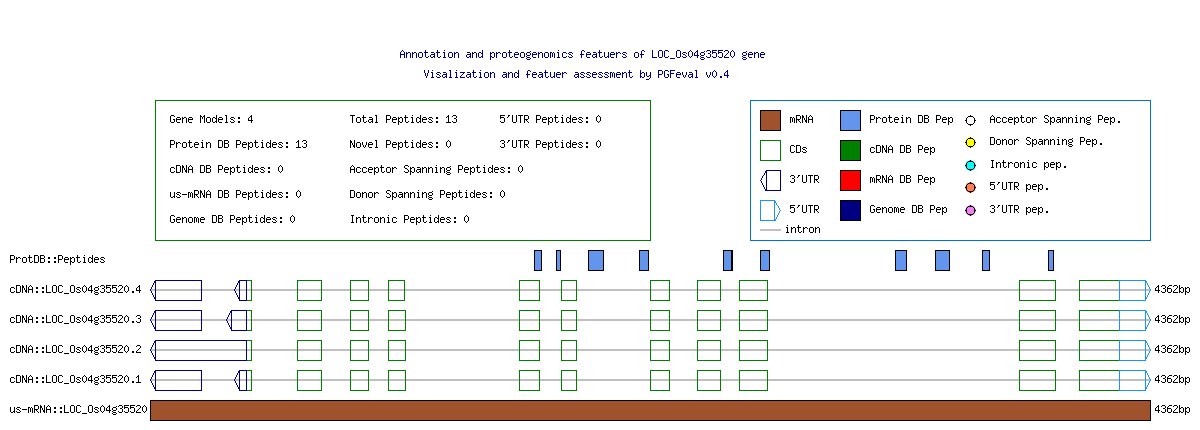 Annotation and proteogenomics featuers of LOC_Os04g35520 gene
Visalization and featuer assessment by PGFeval v0.4
Gene Models: 4
Total Peptides: 13
5'UTR Peptides: 0
Protein DB Peptides: 13
Novel Peptides: 0
3'UTR Peptides: 0
cDNA DB Peptides: 0
Acceptor Spanning Peptides: 0
us-mRNA DB Peptides: 0
Donor Spanning Peptides: 0
Genome DB Peptides: 0
Intronic Peptides: 0
mRNA
Protein DB Pep
Acceptor Spanning Pep.
CDs
cDNA DB Pep
Donor Spanning Pep.
3'UTR
mRNA DB Pep
Intronic pep.
5'UTR
Genome DB Pep
5'UTR pep.
3'UTR pep.
intron
ProtDB::Peptides
cDNA::LOC_Os04g35520.4 4362bp
cDNA::LOC_Os04g35520.3 4362bp
cDNA::LOC_Os04g35520.2 4362bp
cDNA::LOC_Os04g35520.1 4362bp
us-mRNA::LOC_Os04g35520 4362bp